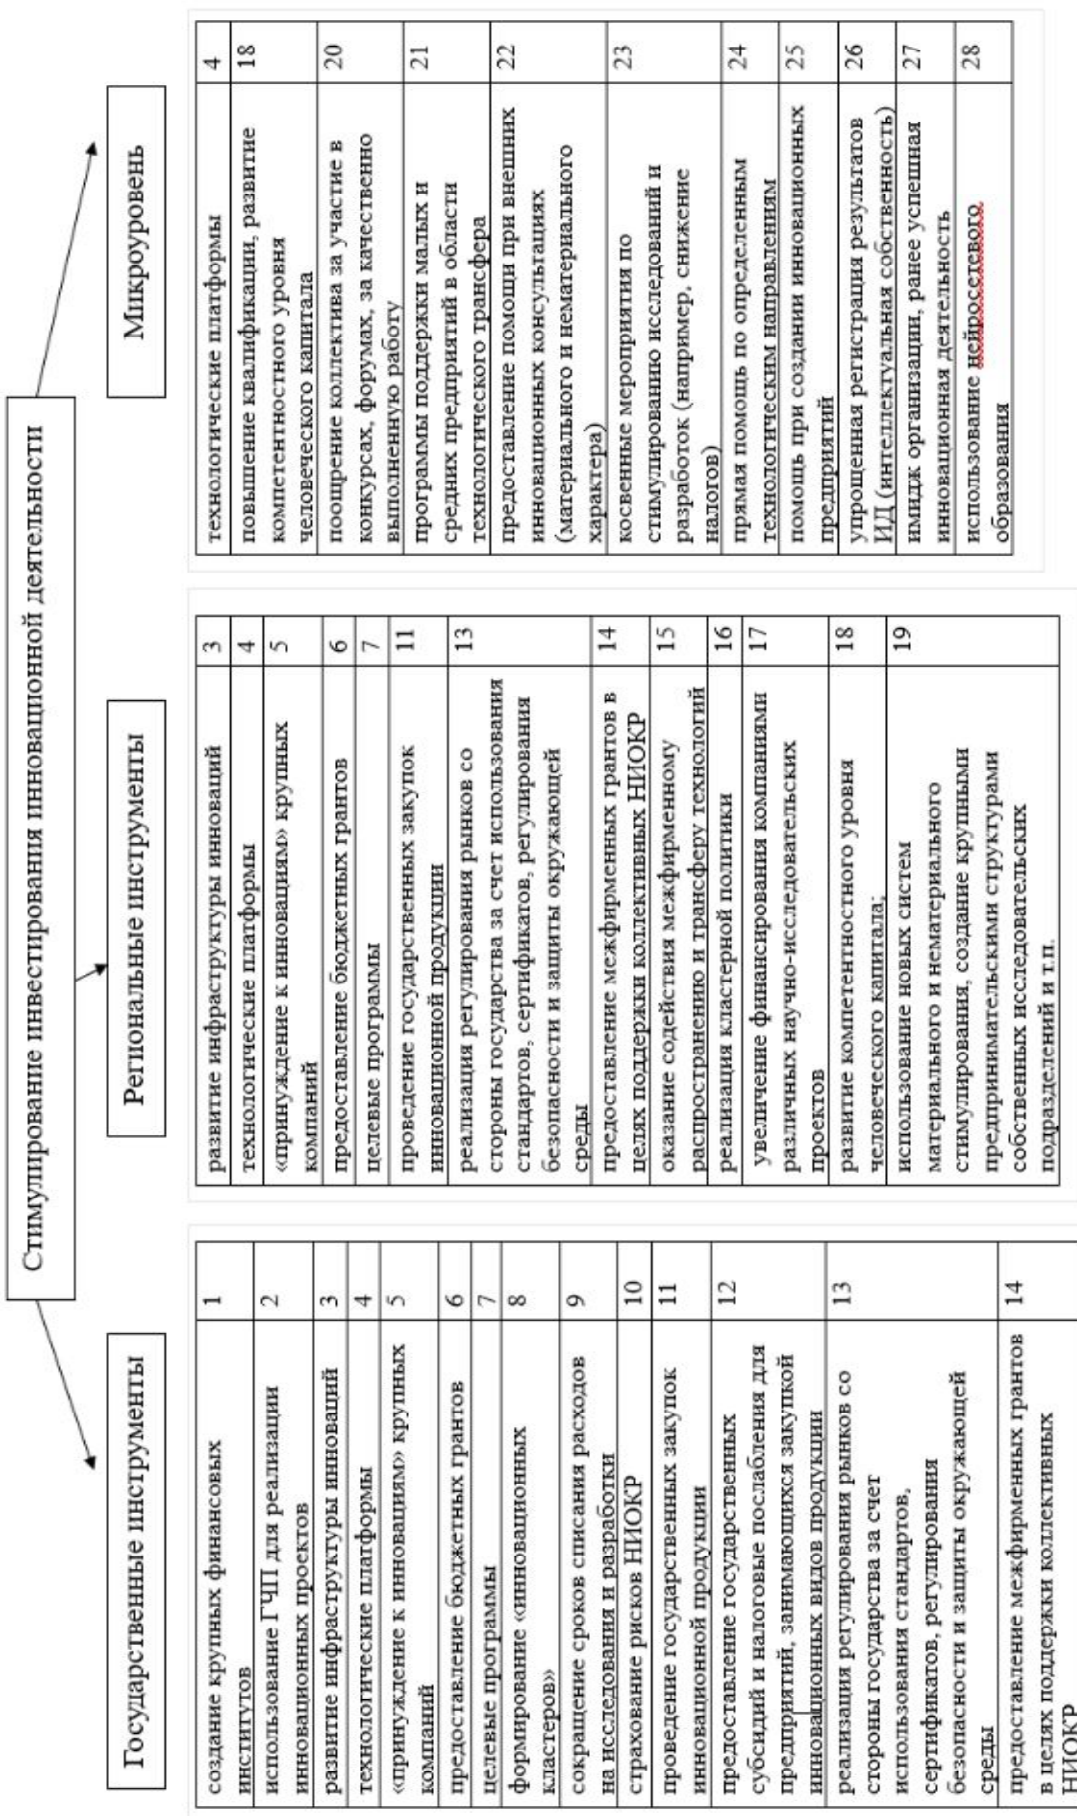 Стимулирование инвестирования инновационной деятельности
Государственные инструменты
создание крупных финансовых
институтов
1
использование ГЧП для реализации
инновационных проектов
2
развитие инфраструктуры инноваций
3
технологические платформы
4
«принуждение к инновациям» крупных
компаний
5
предоставление бюджетных грантов
6
целевые программы
7
формирование «инновационных
кластеров»
8
сокращение сроков списания расходов
на исследования и разработки
9
страхование рисков НИОКР
10
проведение государственных закупок
инновационной продукции
11
предоставление государственных
субсидий и налоговые послабления для
предприятий, занимающихся закупкой
инновационных видов продукции
12
реализация регулирования рынков со
стороны государства за счет
использования стандартов,
сертификатов, регулирования
безопасности и защиты окружающей
среды
13
предоставление межфирменных грантов
в целях поддержки коллективных
НИОКР
14
Региональные инструменты
развитие инфраструктуры инноваций
3
технологические платформы
4
«принуждение к инновациям» крупных
компаний
5
предоставление бюджетных грантов
6
целевые программы
7
проведение государственных закупок
инновационной продукции
11
реализация регулирования рынков со
стороны государства за счет использования
стандартов, сертификатов, регулирования
безопасности и защиты окружающей
среды
13
предоставление межфирменных грантов в
целях поддержки коллективных НИОКР
14
оказание содействия межфирменному
распространению и трансферу технологий
15
реализация кластерной политики
16
увеличение финансирования компаниями
различных научно-исследовательских
проектов
17
развитие компетентностного уровня
человеческого капитала;
18
использование новых систем
материального и нематериального
стимулирования, создание крупными
предпринимательскими структурами
собственных исследовательских
подразделений и т.п.
19
Микроуровень
технологические платформы
4
повышение квалификации, развитие
компетентностного уровня
человеческого капитала
18
поощрение коллектива за участие в
конкурсах, форумах, за качественно
выполненную работу
20
программы поддержки малых и
средних предприятий в области
технологического трансфера
21
предоставление помощи при внешних
инновационных консультациях
(материального и нематериального
характера)
22
косвенные мероприятия по
стимулированию исследований и
разработок (например, снижение
налогов)
23
прямая помощь по определенным
технологическим направлениям
24
помощь при создании инновационных
предприятий
25
упрощенная регистрация результатов
ИД (интеллектуальная собственность)
26
имидж организации, ранее успешная
инновационная деятельность
27
использование нейросетевого
образования
28